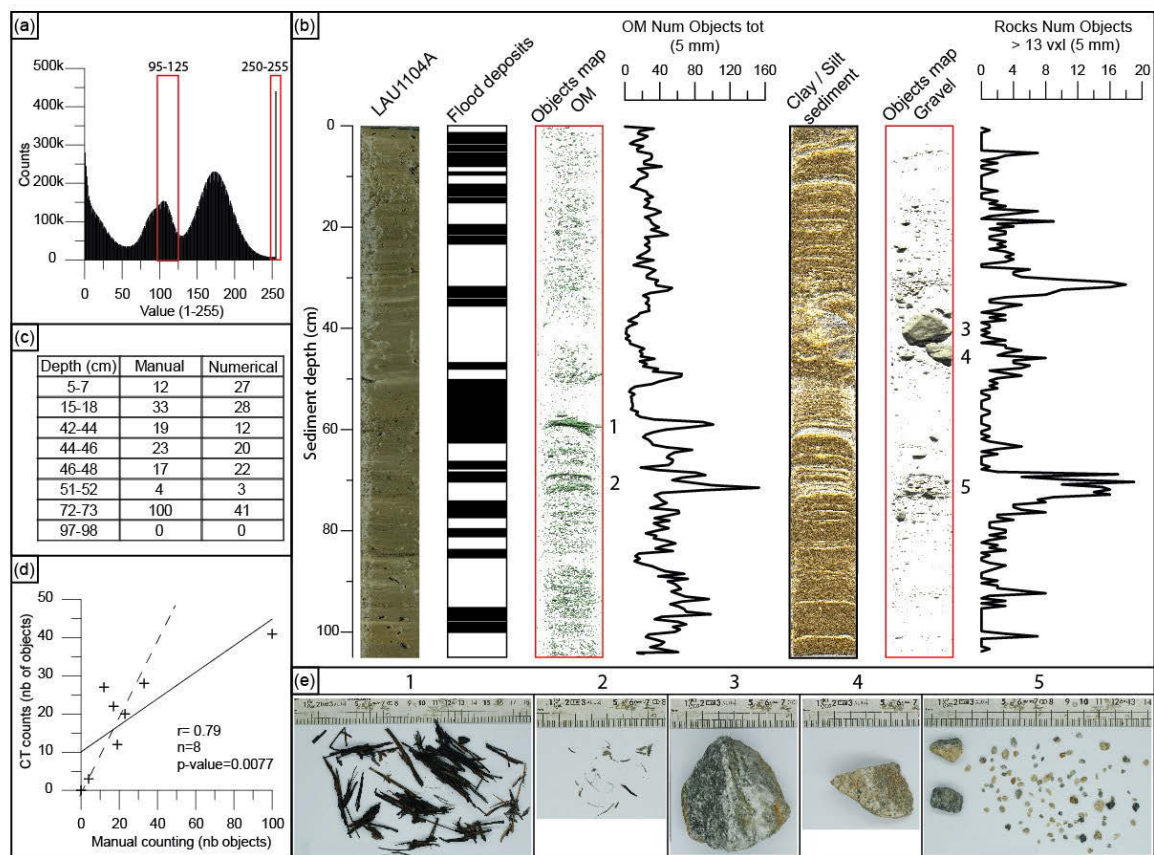 (a)
95-125
250-255
500k
400k
300k
200k
100k
0
Counts
0 50 100 150 200 250
Value (1-255)
(b)
LAU1104A
Flood deposits
Objects map
OM
OM Num Objects tot
(5 mm)
0 40 80 120 160
Clay / Silt
sediment
Objects map
Gravel
Rocks Num Objects
> 13 vxl (5 mm)
0 4 8 12 16 20
Sediment depth (cm)
0
20
40
60
80
100
1
2
3
4
5
(c)
Depth (cm) Manual Numerical
5-7 12 27
15-18 33 28
42-44 19 12
44-46 23 20
46-48 17 22
51-52 4 3
72-73 100 41
97-98 0 0
(d)
50
40
30
20
10
0
CT counts (nb of objects)
r= 0.79
n=8
p-value=0.0077
0 20 40 60 80 100
Manual counting (nb objects)
(e)
1 2 3 4 5